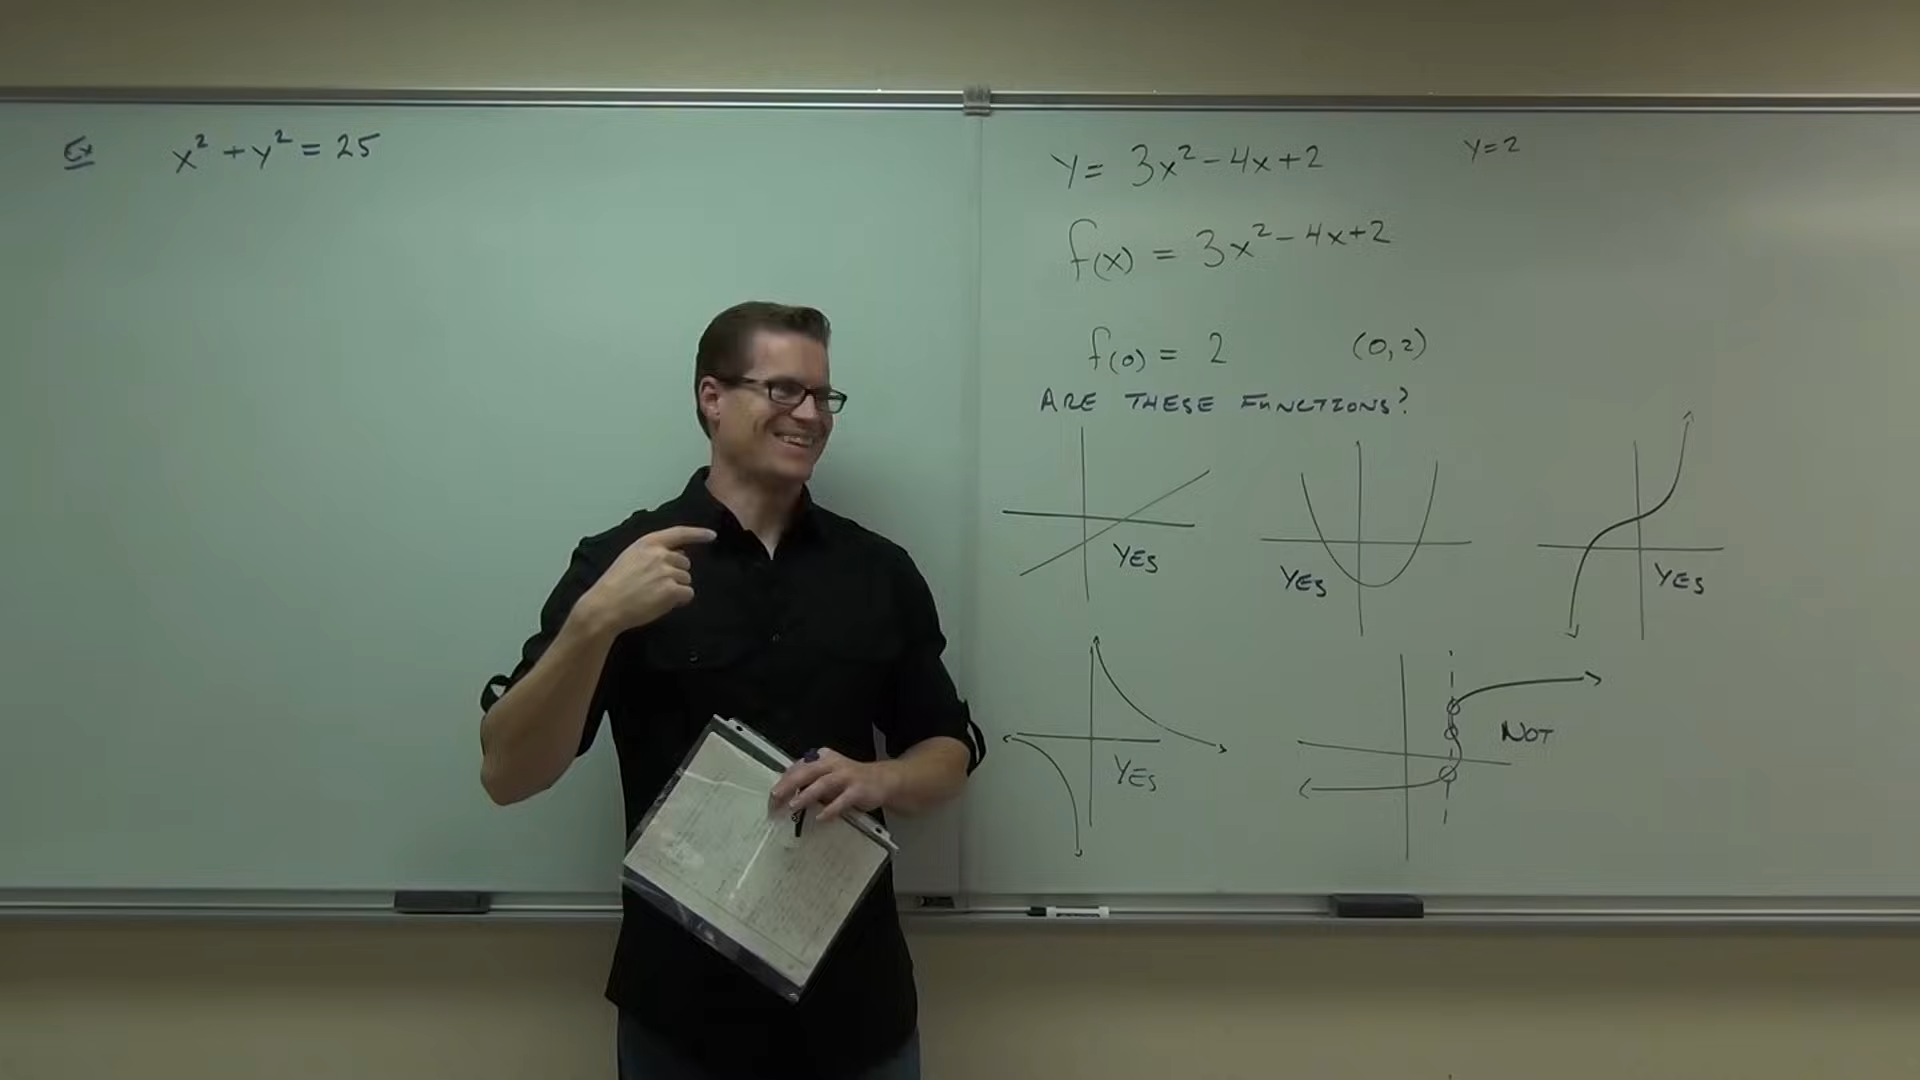 Ex x² + y² = 25
y = 3x² - 4x + 2 y = 2
f(x) = 3x² - 4x + 2
f(0) = 2 (0, 2)
ARE THESE FUNCTIONS?
YES YES YES
YES NOT